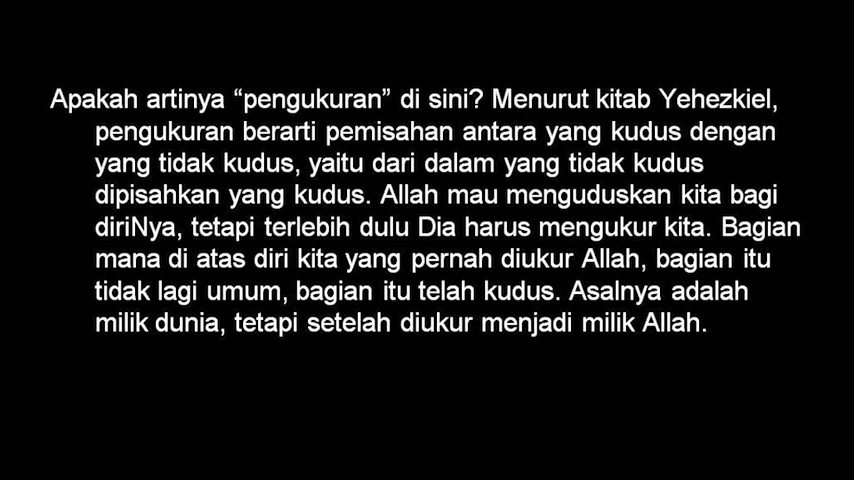 Apakah artinya “pengukuran” di sini? Menurut kitab Yehezkiel,
pengukuran berarti pemisahan antara yang kudus dengan
yang tidak kudus, yaitu dari dalam yang tidak kudus
dipisahkan yang kudus. Allah mau menguduskan kita bagi
diriNya, tetapi terlebih dulu Dia harus mengukur kita. Bagian
mana di atas diri kita yang pernah diukur Allah, bagian itu
tidak lagi umum, bagian itu telah kudus. Asalnya adalah
milik dunia, tetapi setelah diukur menjadi milik Allah.